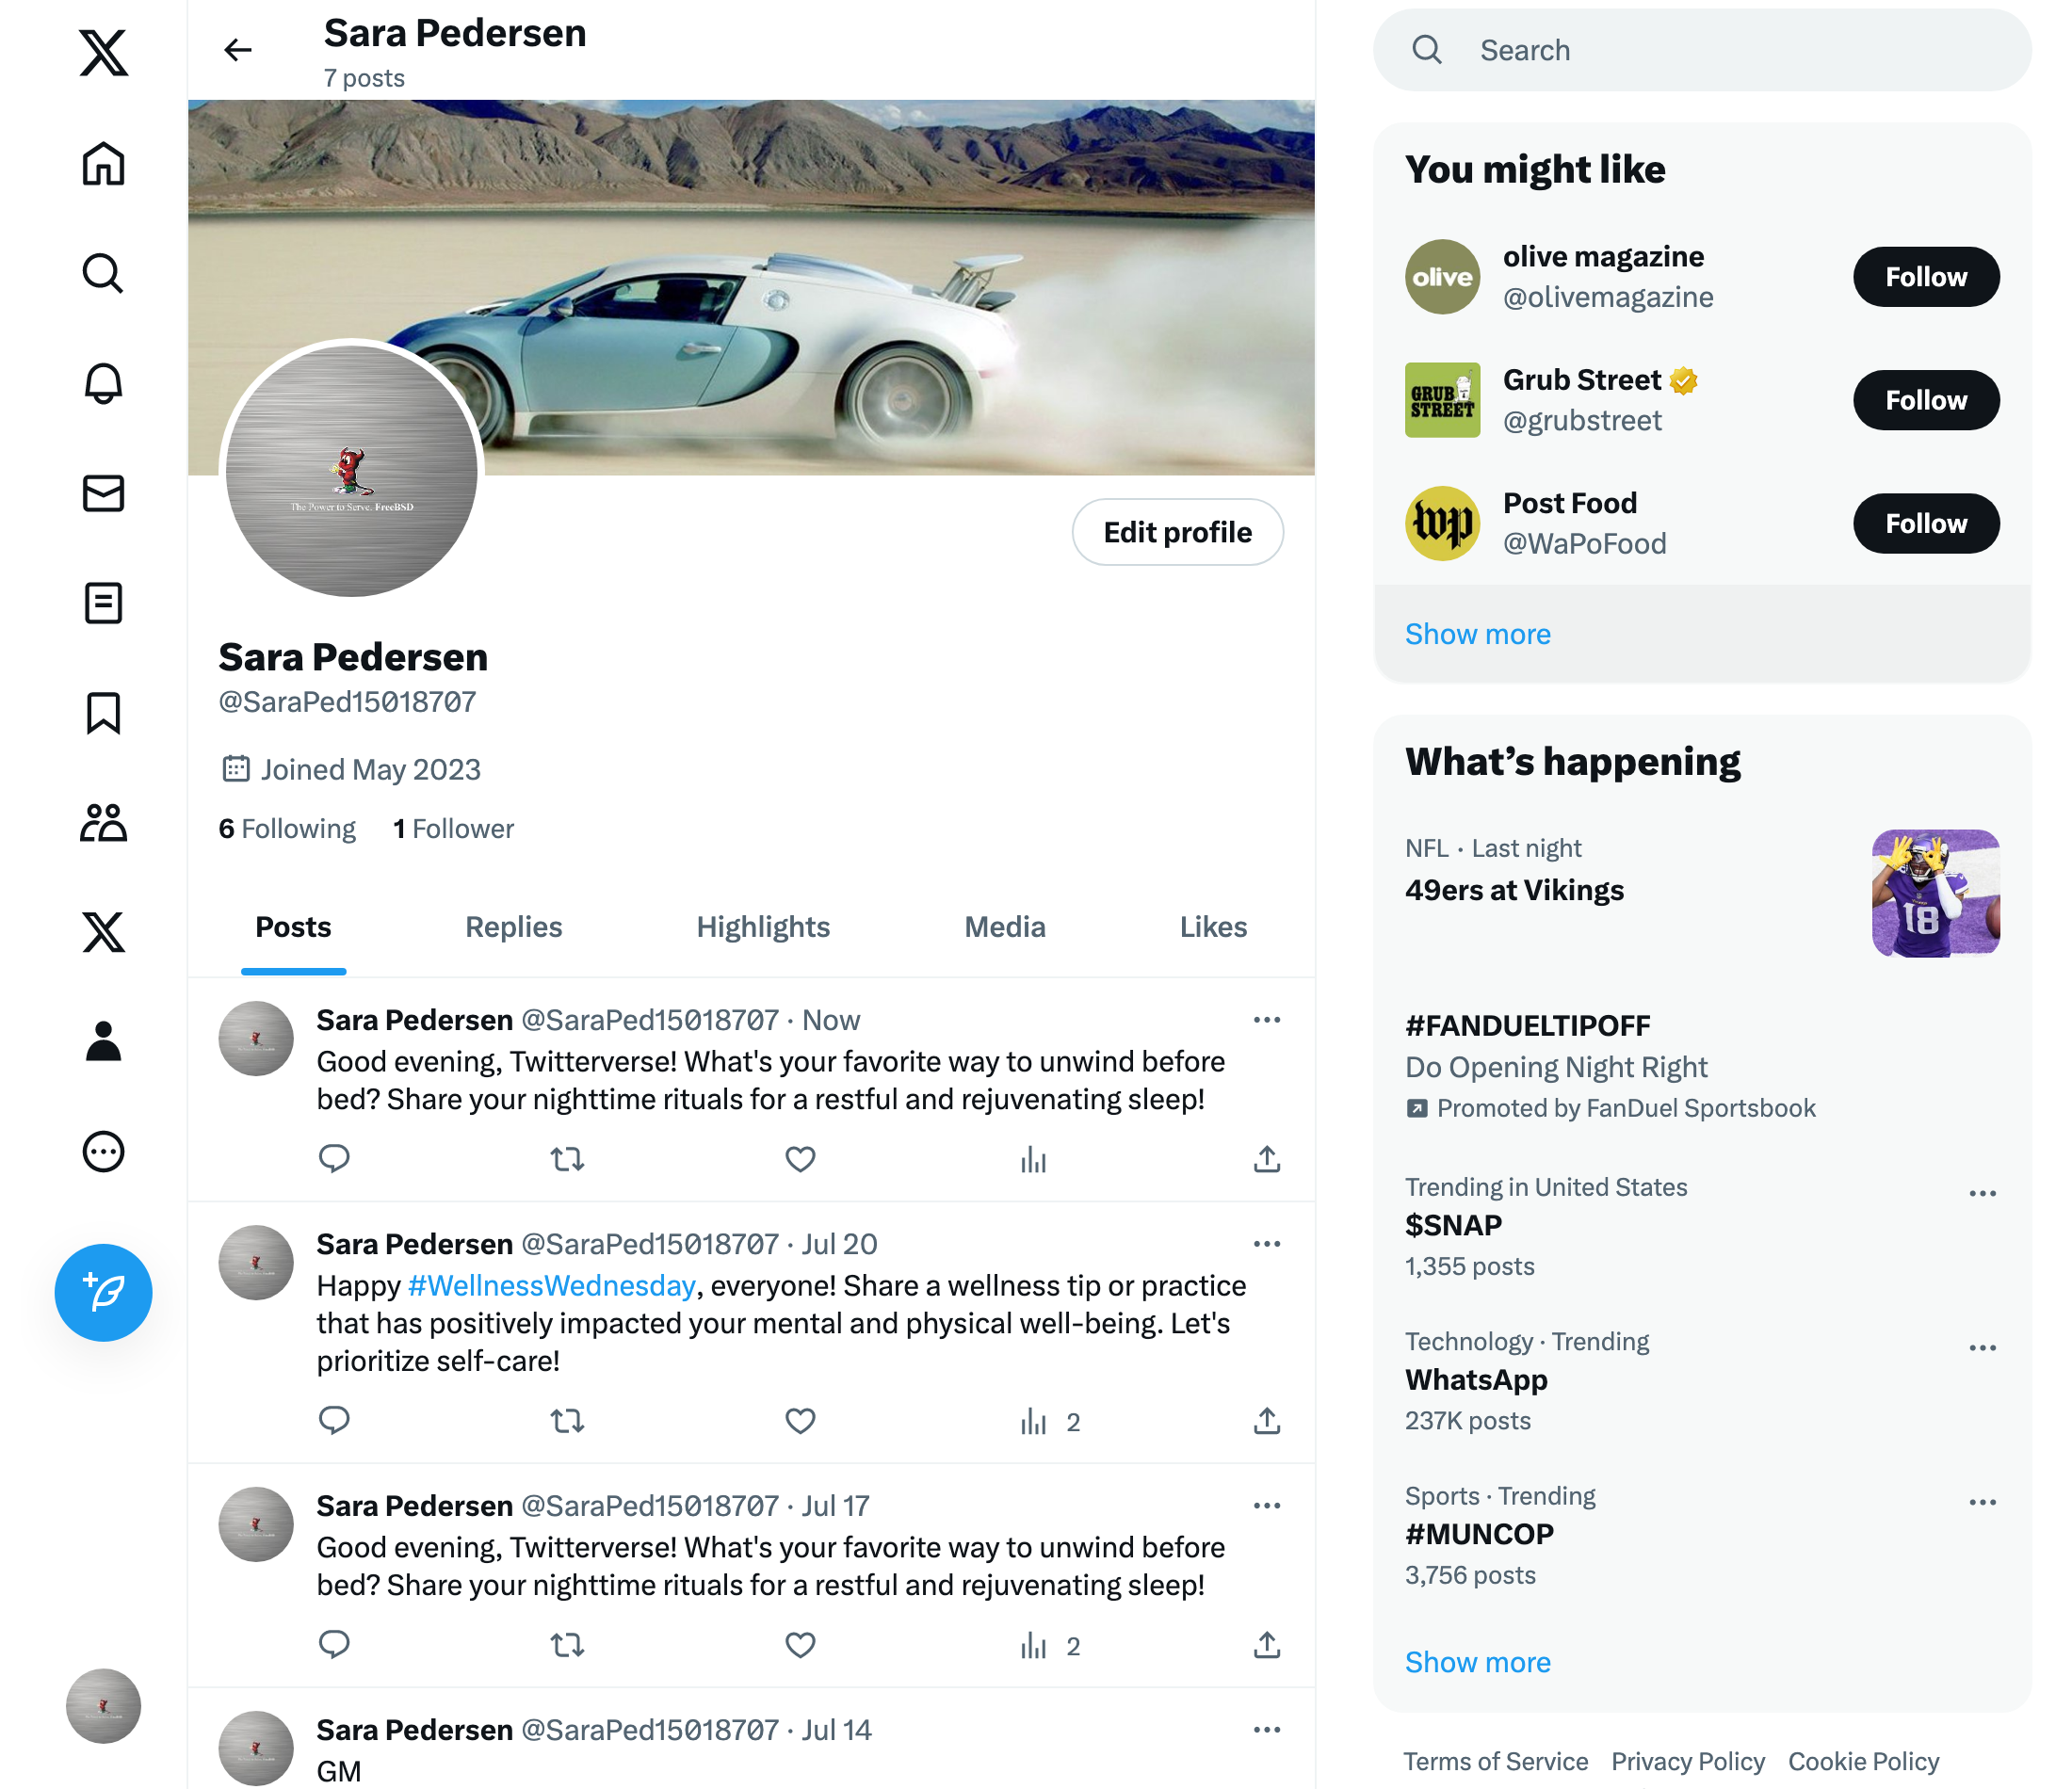 Sara Pedersen
7 posts
The Power to Serve. FreeBSD
Edit profile
Sara Pedersen
@SaraPed15018707
Joined May 2023
6 Following 1 Follower
Posts Replies Highlights Media Likes
Sara Pedersen @SaraPed15018707 · Now
Good evening, Twitterverse! What's your favorite way to unwind before
bed? Share your nighttime rituals for a restful and rejuvenating sleep!
Sara Pedersen @SaraPed15018707 · Jul 20
Happy #WellnessWednesday, everyone! Share a wellness tip or practice
that has positively impacted your mental and physical well-being. Let's
prioritize self-care!
2
Sara Pedersen @SaraPed15018707 · Jul 17
Good evening, Twitterverse! What's your favorite way to unwind before
bed? Share your nighttime rituals for a restful and rejuvenating sleep!
2
Sara Pedersen @SaraPed15018707 · Jul 14
GM
Search
You might like
olive
olive magazine
@olivemagazine
Follow
GRUB
STREET
Grub Street
@grubstreet
Follow
wp
Post Food
@WaPoFood
Follow
Show more
What's happening
NFL · Last night
49ers at Vikings
18
#FANDUELTIPOFF
Do Opening Night Right
Promoted by FanDuel Sportsbook
Trending in United States
$SNAP
1,355 posts
Technology · Trending
WhatsApp
237K posts
Sports · Trending
#MUNCOP
3,756 posts
Show more
Terms of Service Privacy Policy Cookie Policy